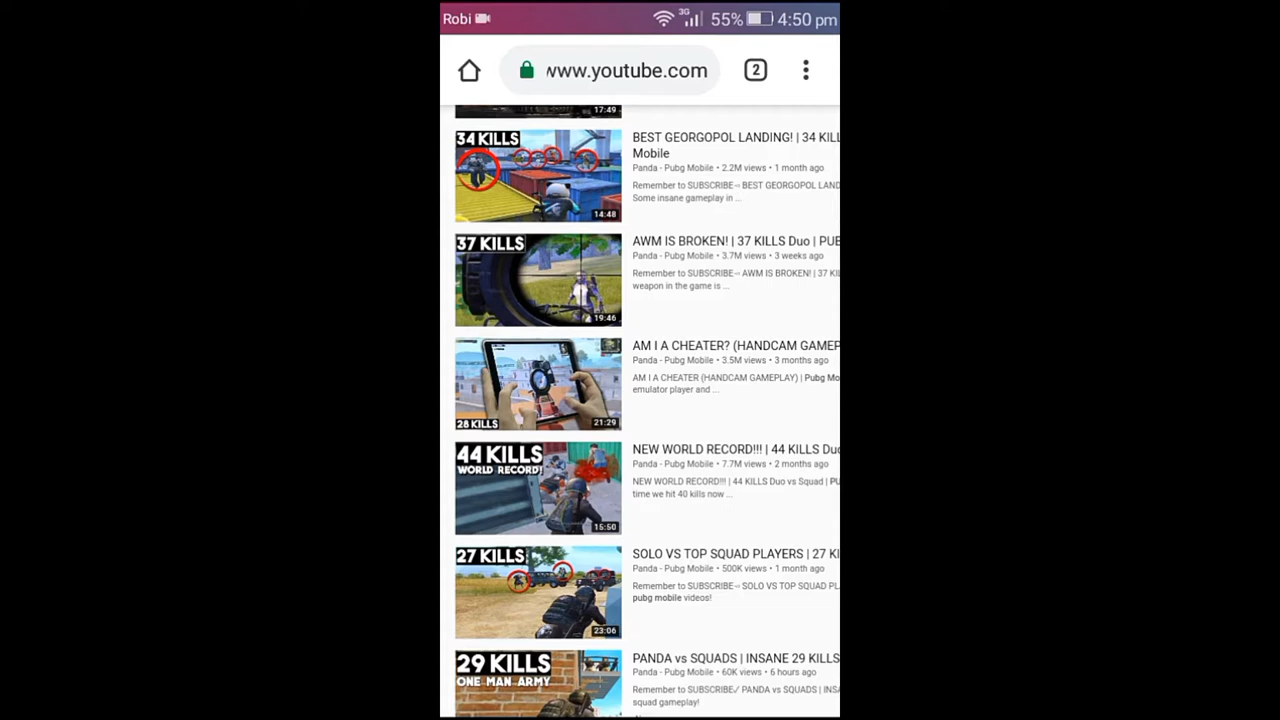 Robi 3G 55% 4:50 pm
www.youtube.com 2
17:49
34 KILLS
14:48
BEST GEORGOPOL LANDING! | 34 KILL
Mobile
Panda - Pubg Mobile • 2.2M views • 1 month ago
Remember to SUBSCRIBE BEST GEORGOPOL LAND
Some insane gameplay in ...
37 KILLS
19:46
AWM IS BROKEN! | 37 KILLS Duo | PUB
Panda - Pubg Mobile • 3.7M views • 3 weeks ago
Remember to SUBSCRIBE AWM IS BROKEN! | 37 KIL
weapon in the game is ...
28 KILLS
21:29
AM I A CHEATER? (HANDCAM GAMEP
Panda - Pubg Mobile • 3.5M views • 3 months ago
AM I A CHEATER (HANDCAM GAMEPLAY) | Pubg Mo
emulator player and ...
44 KILLS
WORLD RECORD!
15:50
NEW WORLD RECORD!!! | 44 KILLS Duo
Panda - Pubg Mobile • 7.7M views • 2 months ago
NEW WORLD RECORD!!! | 44 KILLS Duo vs Squad | PU
time we hit 40 kills now ...
27 KILLS
23:06
SOLO VS TOP SQUAD PLAYERS | 27 KI
Panda - Pubg Mobile • 500K views • 1 month ago
Remember to SUBSCRIBE SOLO VS TOP SQUAD PL
pubg mobile videos!
29 KILLS
ONE MAN ARMY
PANDA vs SQUADS | INSANE 29 KILLS
Panda - Pubg Mobile • 60K views • 6 hours ago
Remember to SUBSCRIBE✓ PANDA vs SQUADS | INSA
squad gameplay!